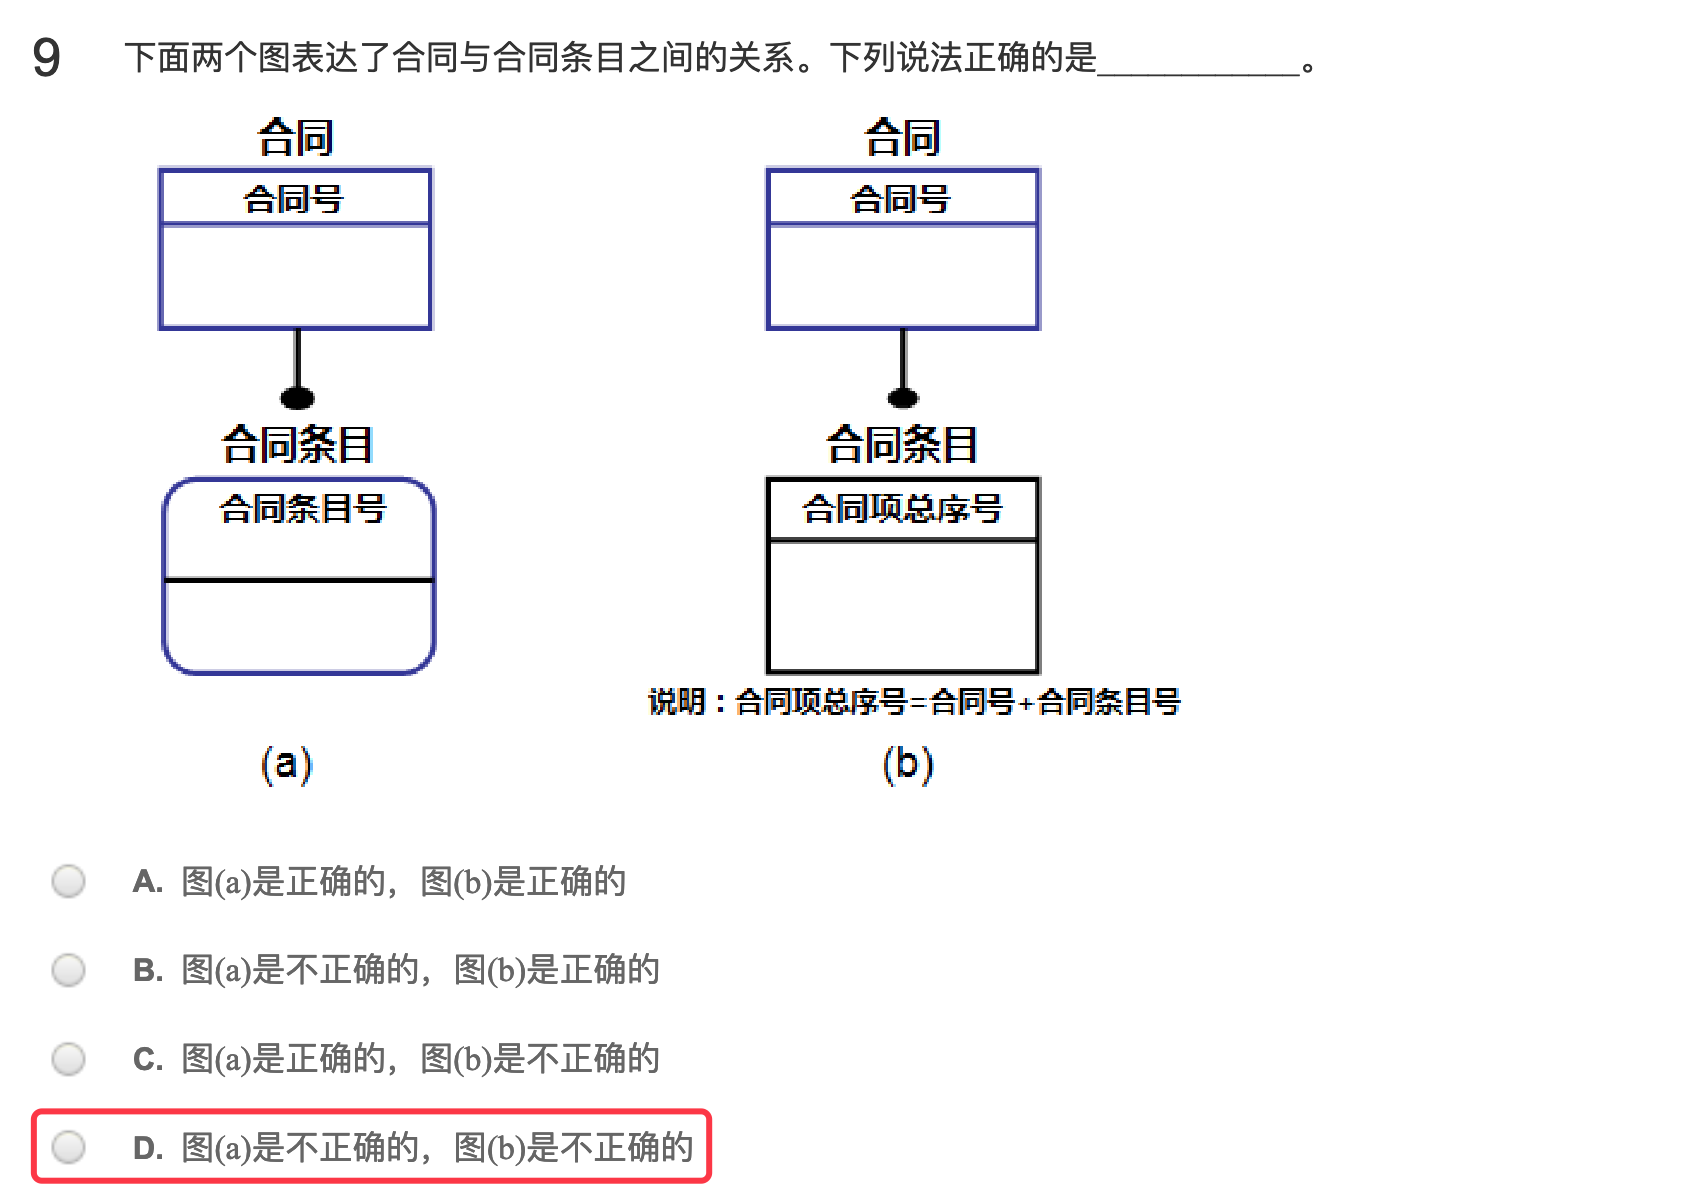 9 下面两个图表达了合同与合同条目之间的关系。下列说法正确的是____________。
合同 合同
合同号 合同号
合同条目 合同条目
合同条目号 合同项总序号
说明：合同项总序号=合同号+合同条目号
(a) (b)
A. 图(a)是正确的，图(b)是正确的
B. 图(a)是不正确的，图(b)是正确的
C. 图(a)是正确的，图(b)是不正确的
D. 图(a)是不正确的，图(b)是不正确的